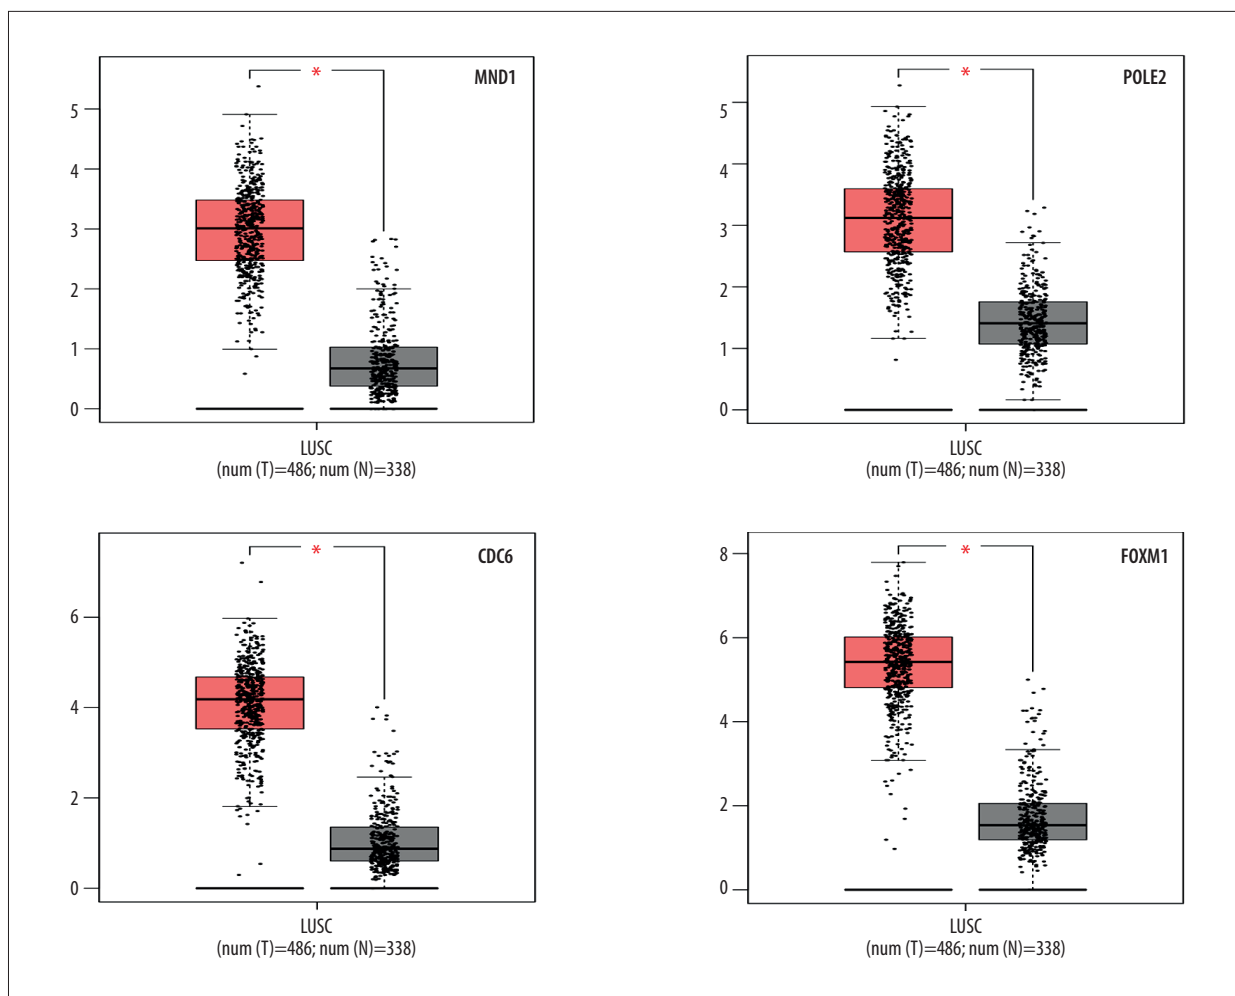 MND1
*
5
4
3
2
1
0
LUSC
(num (T)=486; num (N)=338)
POLE2
*
5
4
3
2
1
0
LUSC
(num (T)=486; num (N)=338)
CDC6
*
6
4
2
0
LUSC
(num (T)=486; num (N)=338)
FOXM1
*
8
6
4
2
0
LUSC
(num (T)=486; num (N)=338)